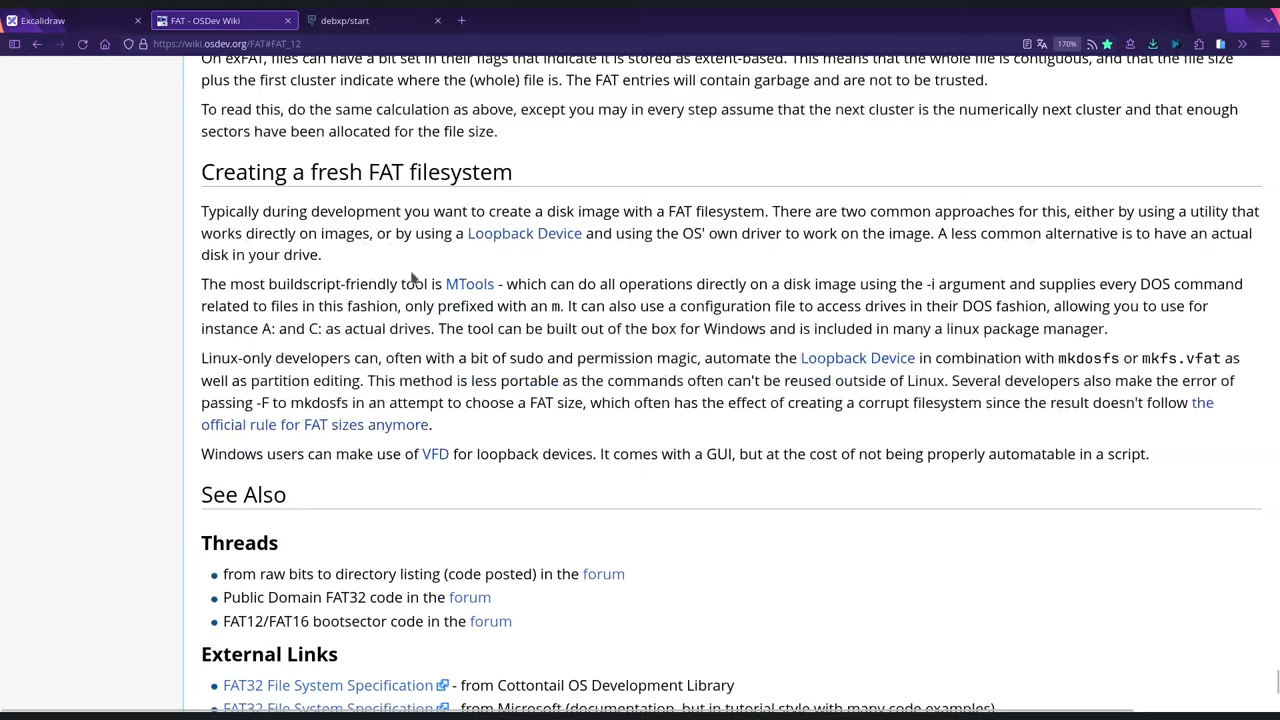 Excalidraw
FAT - OSDev Wiki
debxp/start
https://wiki.osdev.org/FAT#FAT_12
170%
On exFAT, files can have a bit set in their flags that indicate it is stored as extent-based. This means that the whole file is contiguous, and that the file size
plus the first cluster indicate where the (whole) file is. The FAT entries will contain garbage and are not to be trusted.
To read this, do the same calculation as above, except you may in every step assume that the next cluster is the numerically next cluster and that enough
sectors have been allocated for the file size.
Creating a fresh FAT filesystem
Typically during development you want to create a disk image with a FAT filesystem. There are two common approaches for this, either by using a utility that
works directly on images, or by using a Loopback Device and using the OS' own driver to work on the image. A less common alternative is to have an actual
disk in your drive.
The most buildscript-friendly tool is MTools - which can do all operations directly on a disk image using the -i argument and supplies every DOS command
related to files in this fashion, only prefixed with an m. It can also use a configuration file to access drives in their DOS fashion, allowing you to use for
instance A: and C: as actual drives. The tool can be built out of the box for Windows and is included in many a linux package manager.
Linux-only developers can, often with a bit of sudo and permission magic, automate the Loopback Device in combination with mkdosfs or mkfs.vfat as
well as partition editing. This method is less portable as the commands often can't be reused outside of Linux. Several developers also make the error of
passing -F to mkdosfs in an attempt to choose a FAT size, which often has the effect of creating a corrupt filesystem since the result doesn't follow the
official rule for FAT sizes anymore.
Windows users can make use of VFD for loopback devices. It comes with a GUI, but at the cost of not being properly automatable in a script.
See Also
Threads
from raw bits to directory listing (code posted) in the forum
Public Domain FAT32 code in the forum
FAT12/FAT16 bootsector code in the forum
External Links
FAT32 File System Specification - from Cottontail OS Development Library
FAT32 File System Specification - from Microsoft (documentation, but in tutorial style with many code examples)